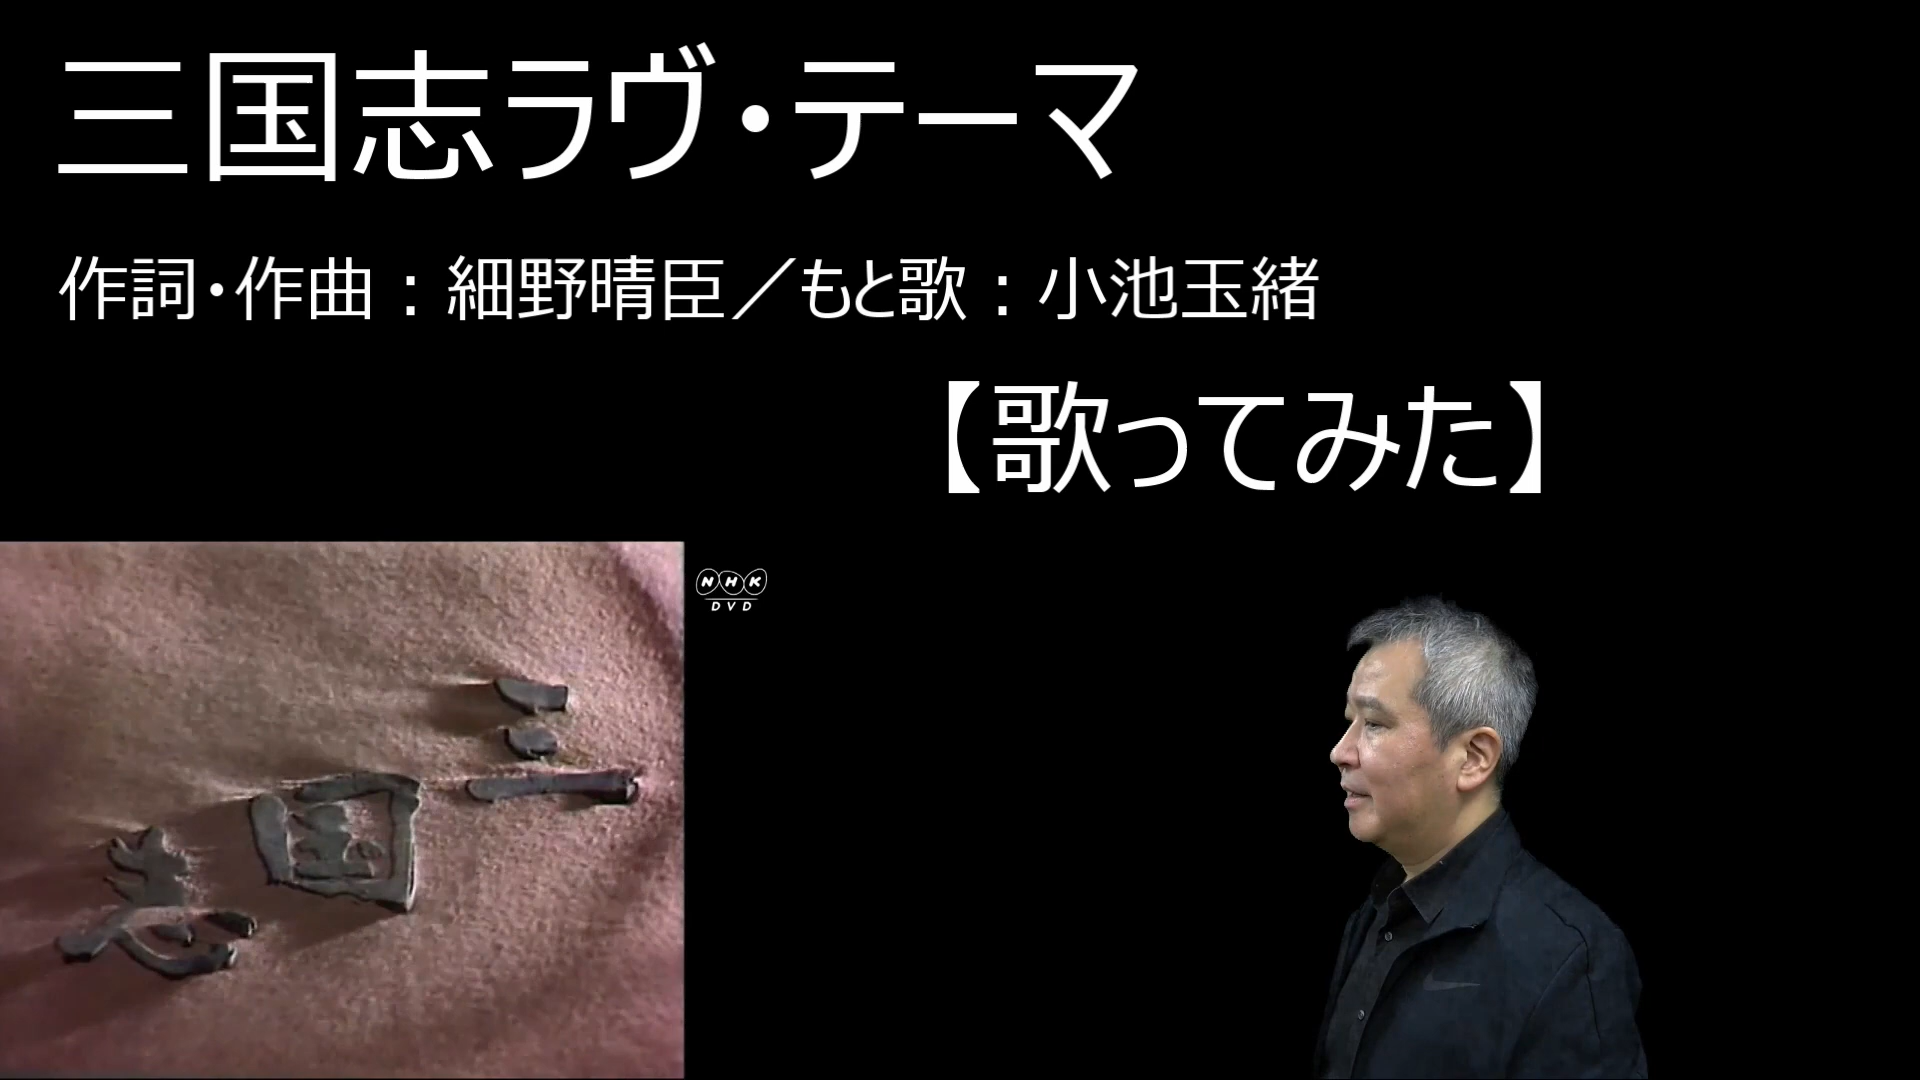 三国志ラヴ・テーマ
作詞・作曲：細野晴臣／もと歌：小池玉緒
【歌ってみた】
NHK
DVD
三国志